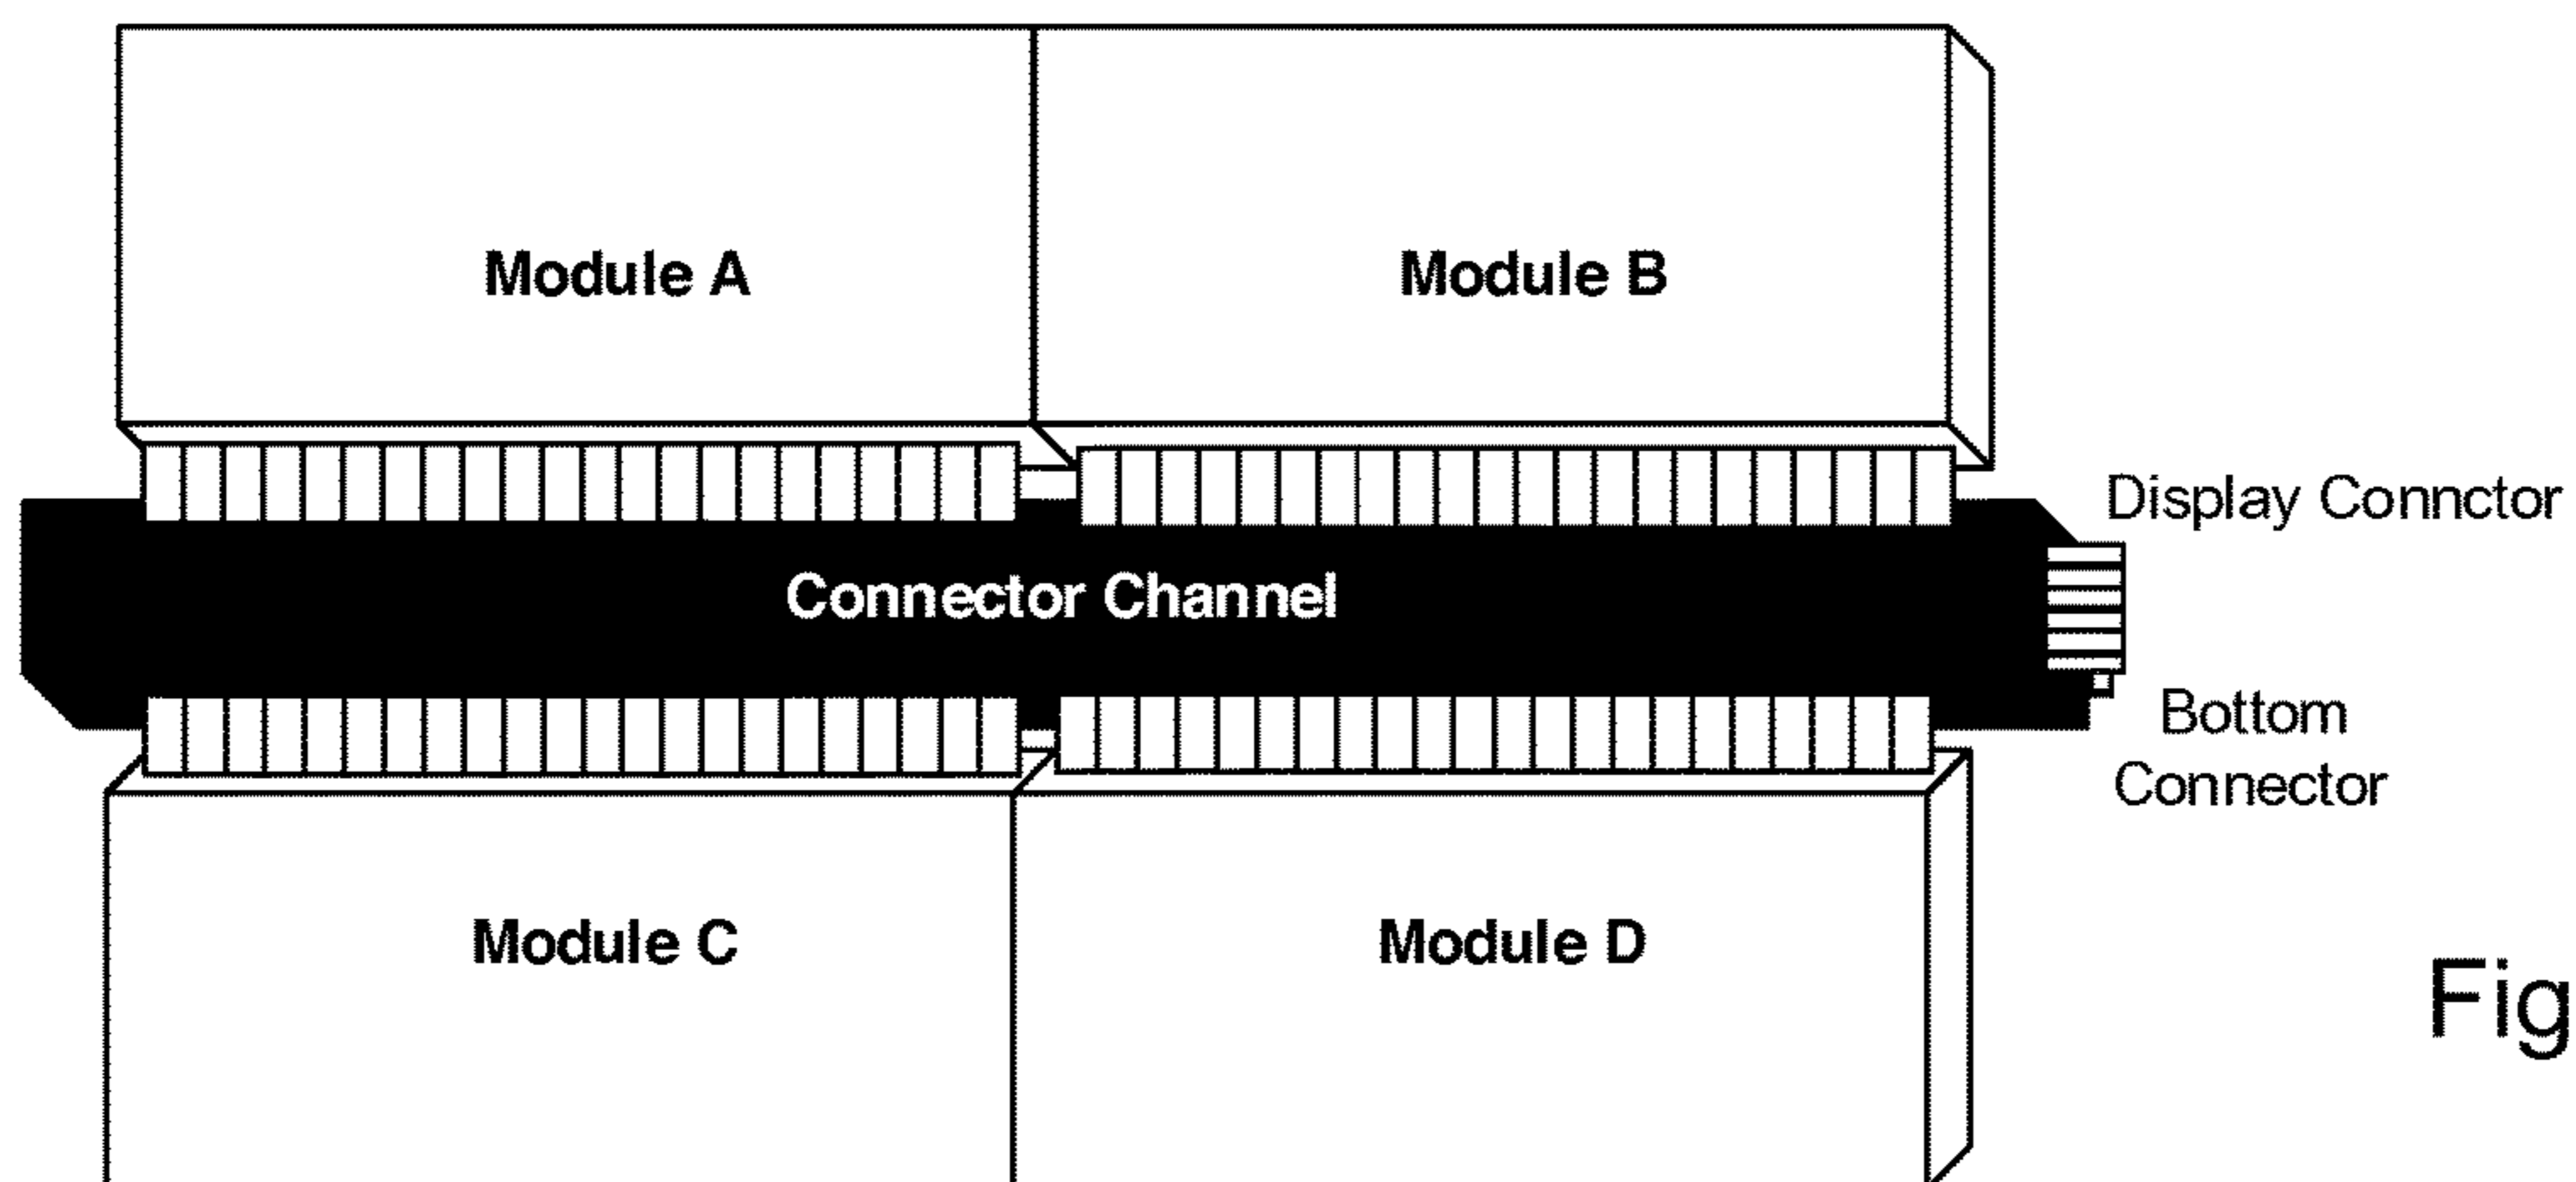 Module A
Module B
Display Connctor
Connector Channel
Bottom
Connector
Module C
Module D
Fig